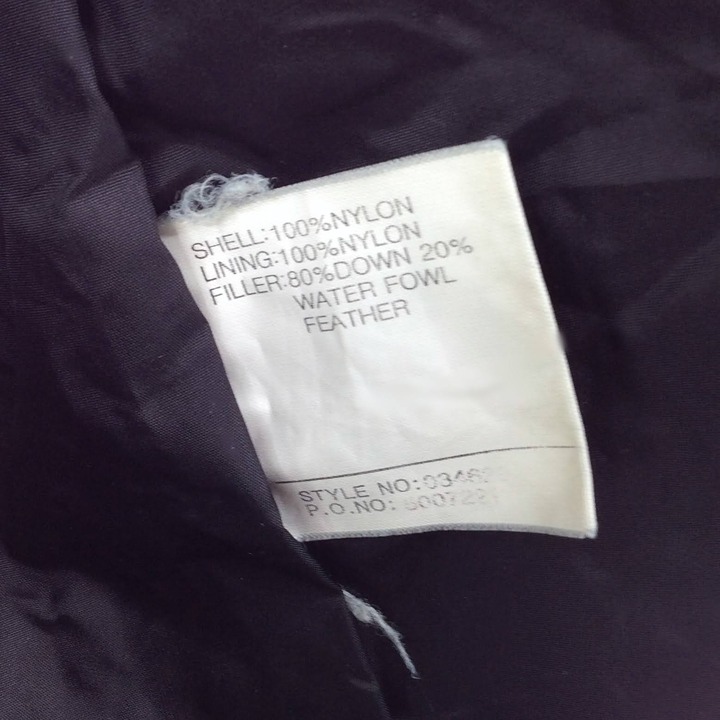 SHELL:100%NYLON
LINING:100%NYLON
FILLER:80%DOWN 20%
WATER FOWL
FEATHER
STYLE NO:
P.O.NO: